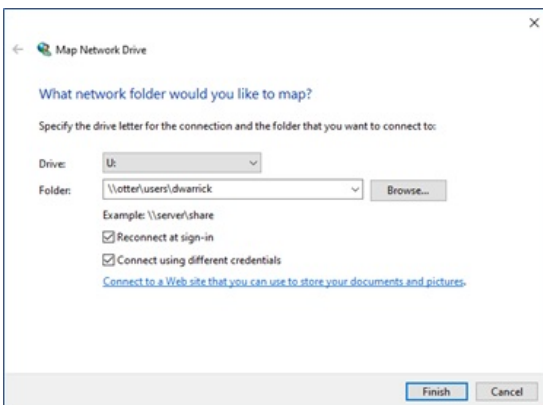 Map Network Drive
What network folder would you like to map?
Specify the drive letter for the connection and the folder that you want to connect to:
Drive: U:
Folder: \\otter\users\dwarrick Browse...
Example: \\server\share
Reconnect at sign-in
Connect using different credentials
Connect to a Web site that you can use to store your documents and pictures.
Finish Cancel